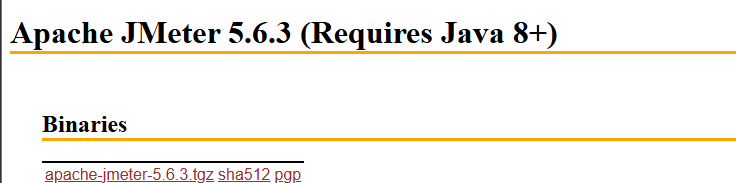 Apache JMeter 5.6.3 (Requires Java 8+)
Binaries
apache-jmeter-5.6.3.tgz sha512 pgp